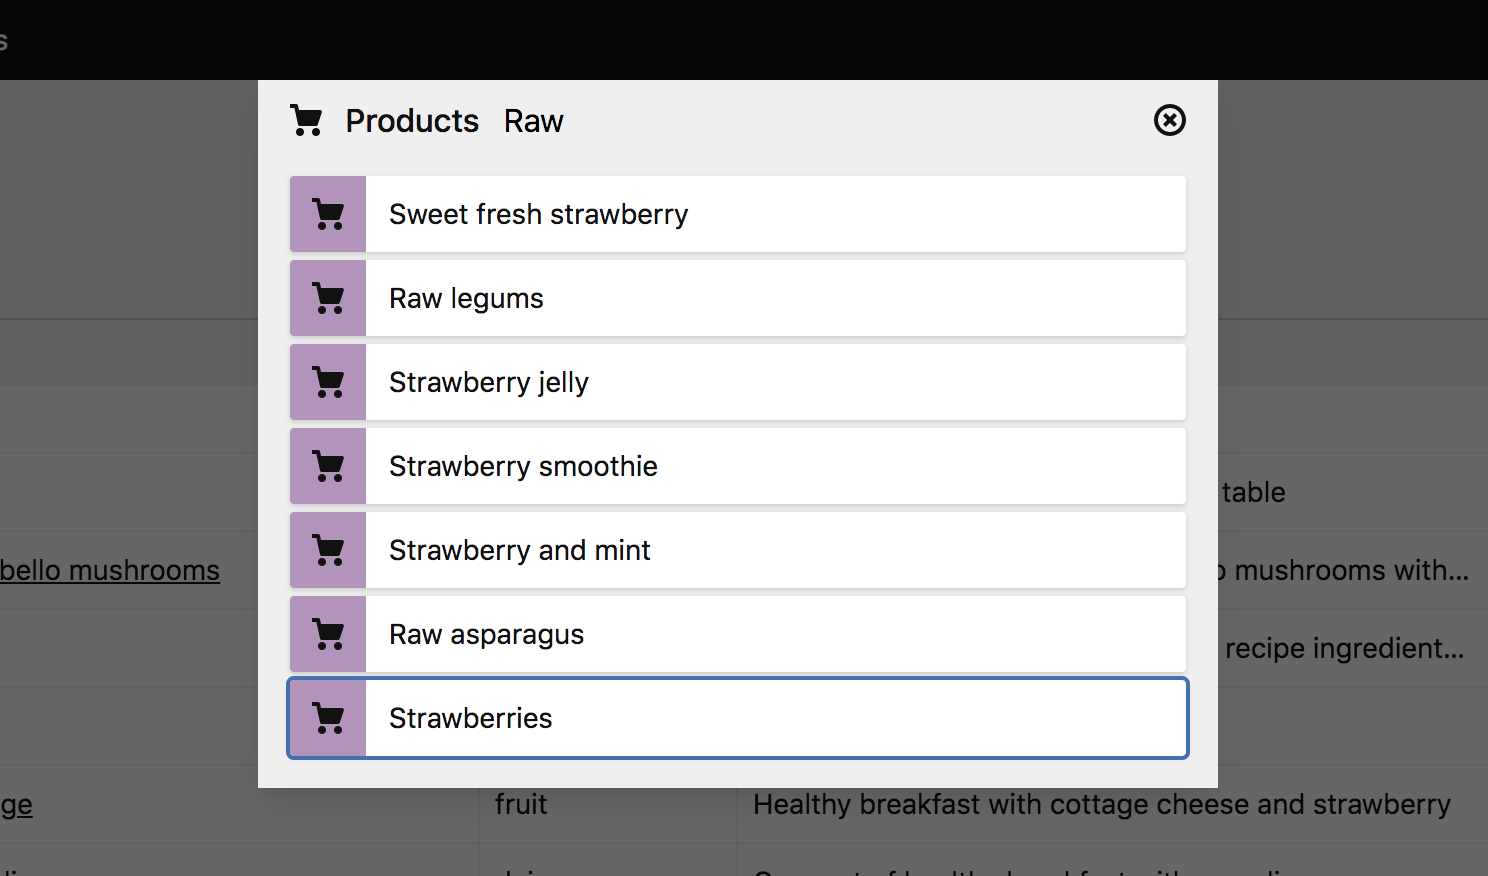 s
Products Raw
Sweet fresh strawberry
Raw legums
Strawberry jelly
Strawberry smoothie
table
Strawberry and mint
bello mushrooms
mushrooms with...
Raw asparagus
recipe ingredient...
Strawberries
ge
fruit
Healthy breakfast with cottage cheese and strawberry